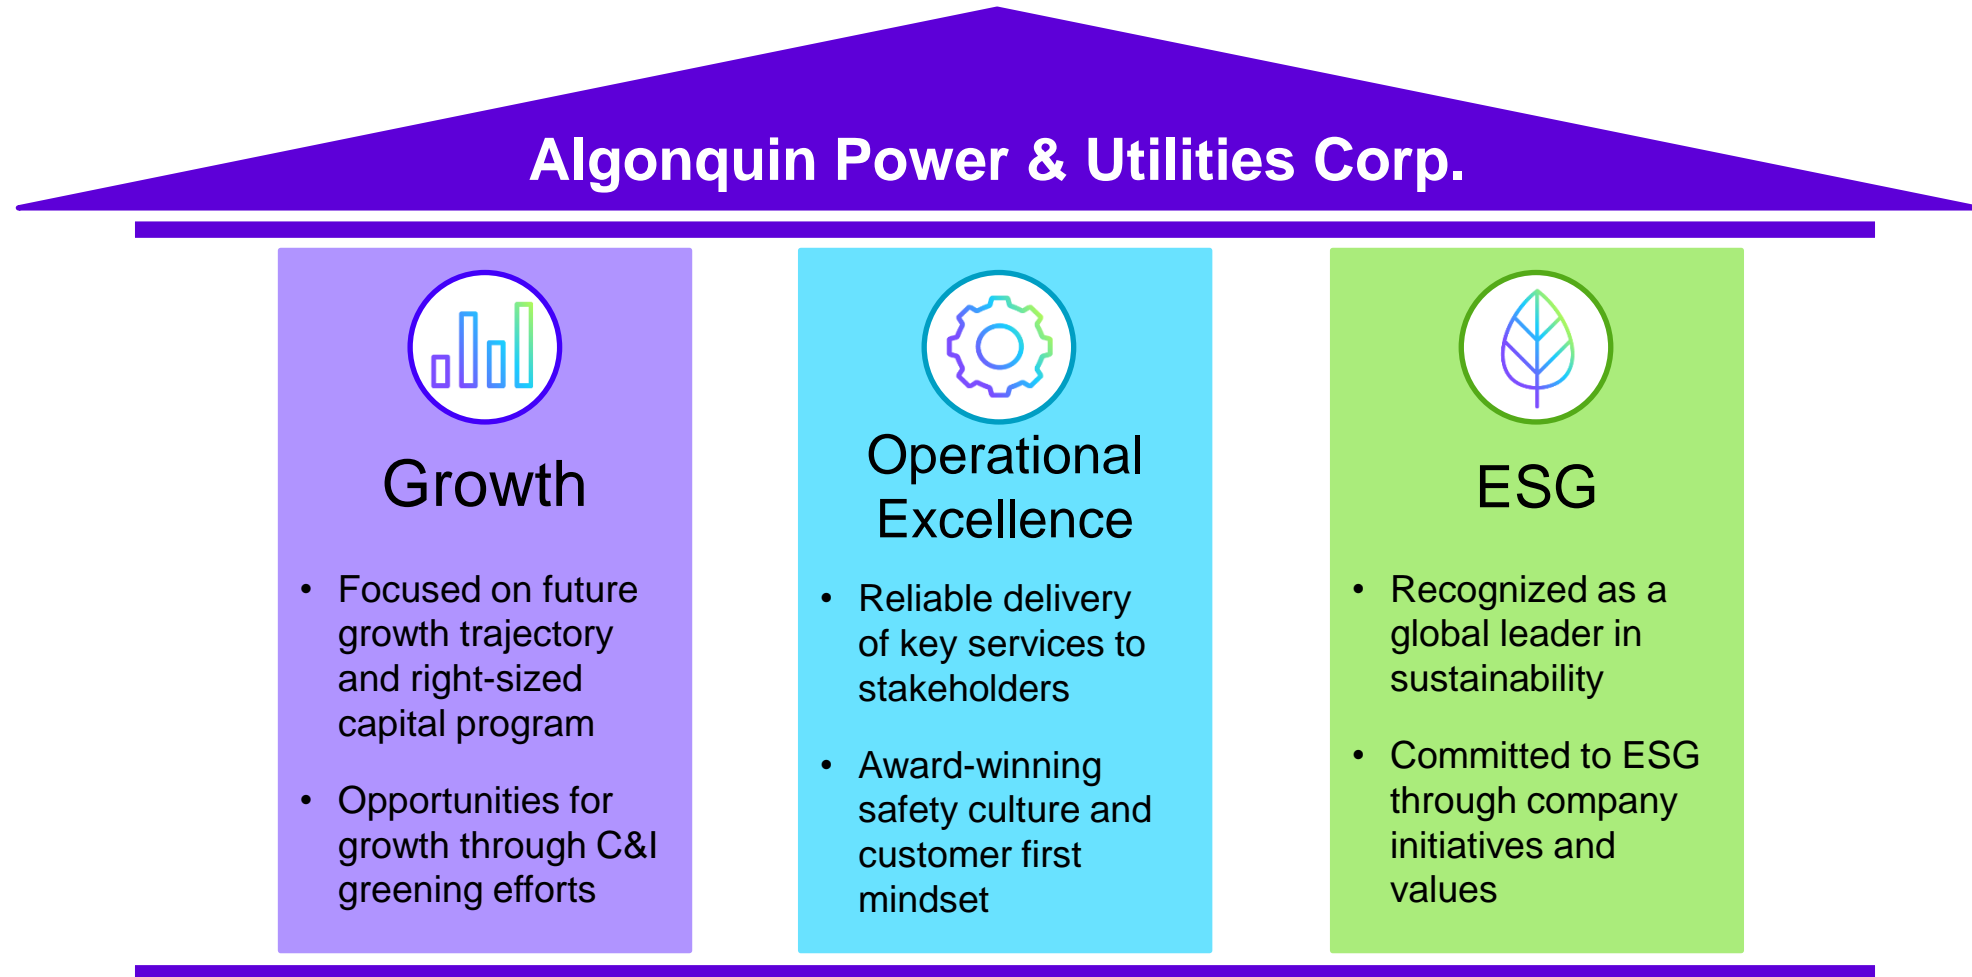 Algonquin Power & Utilities Corp.
Growth
• Focused on future
growth trajectory
and right-sized
capital program
• Opportunities for
growth through C&I
greening efforts
Operational
Excellence
• Reliable delivery
of key services to
stakeholders
• Award-winning
safety culture and
customer first
mindset
ESG
• Recognized as a
global leader in
sustainability
• Committed to ESG
through company
initiatives and
values